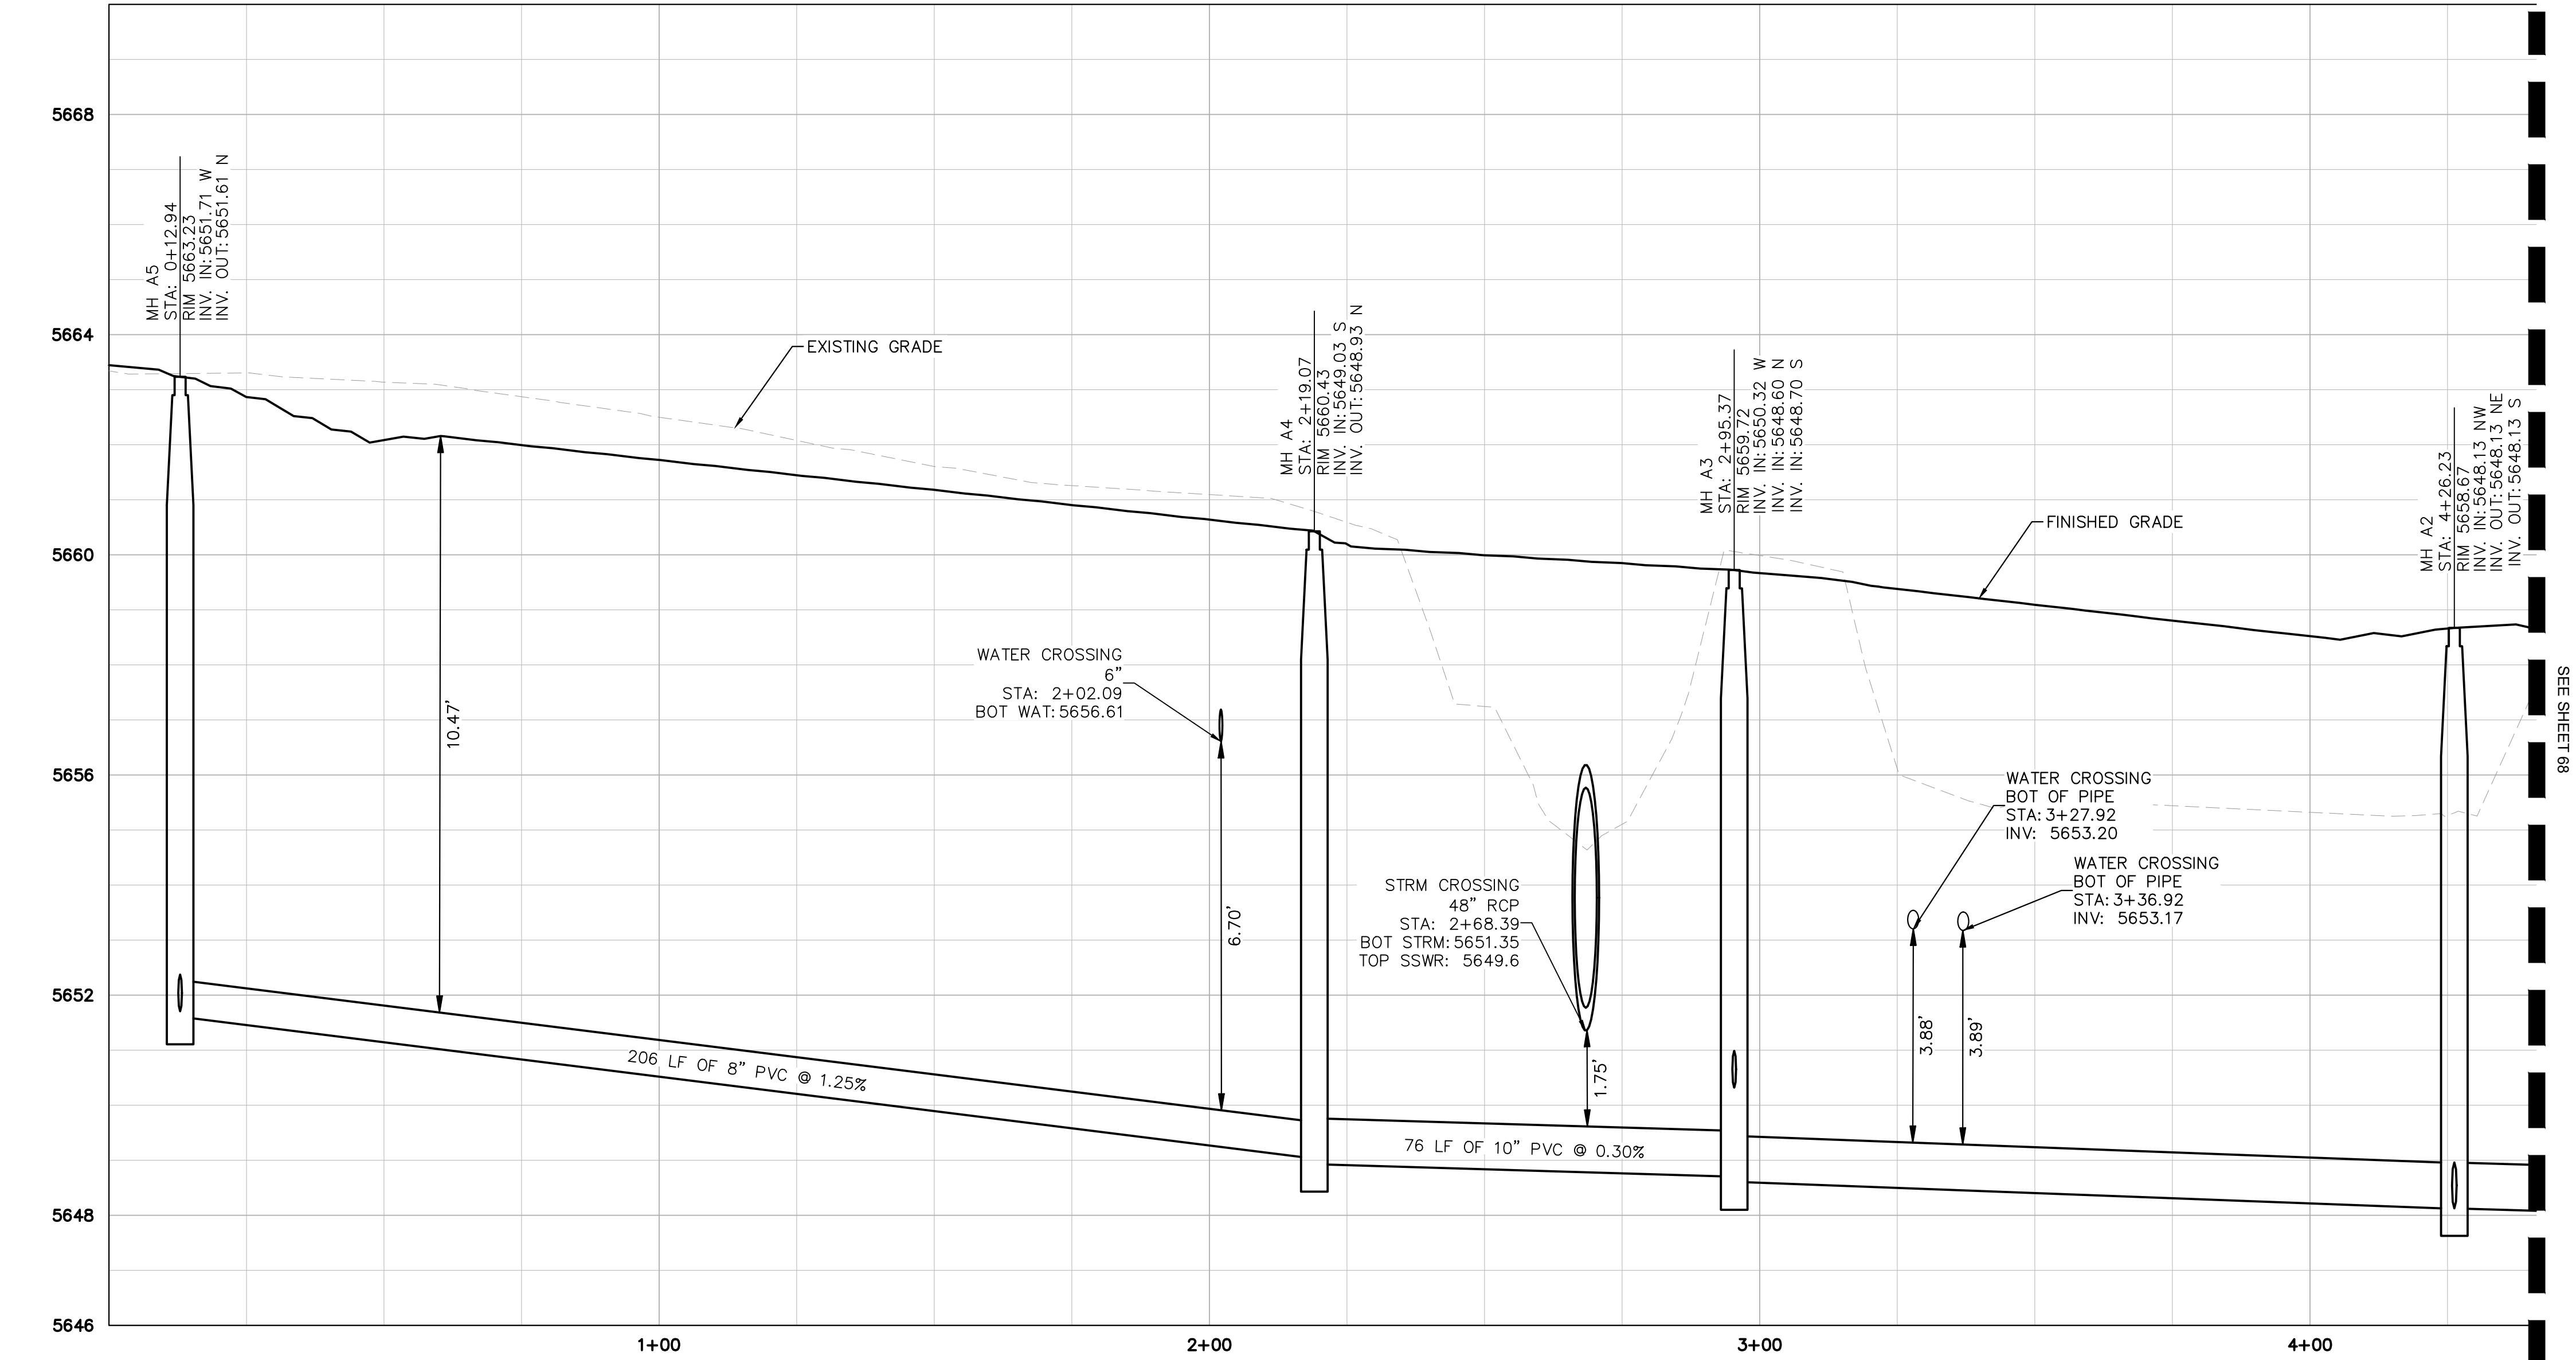 5668
5664
5660
5656
5652
5648
5646
MH A5
STA: 0+12.94
RIM 5663.23
INV. IN:5651.71 W
INV. OUT:5651.61 N
EXISTING GRADE
10.47'
206 LF OF 8" PVC @ 1.25%
WATER CROSSING
6"
STA: 2+02.09
BOT WAT:5656.61
6.70'
MH A4
STA: 2+19.07
RIM 5660.43
INV. IN:5649.03 S
INV. OUT:5648.93 N
STRM CROSSING
48" RCP
STA: 2+68.39
BOT STRM:5651.35
TOP SSWR: 5649.6
1.75'
76 LF OF 10" PVC @ 0.30%
MH A3
STA: 2+95.37
RIM 5659.72
INV. IN:5650.32 W
INV. IN:5648.60 N
INV. IN:5648.70 S
FINISHED GRADE
WATER CROSSING
BOT OF PIPE
STA:3+27.92
INV: 5653.20
WATER CROSSING
BOT OF PIPE
STA:3+36.92
INV: 5653.17
3.88'
3.89'
MH A2
STA: 4+26.23
RIM 5658.67
INV. IN:5648.13 NW
INV. OUT:5648.13 NE
INV. OUT:5648.13 S
SEE SHEET 68
1+00
2+00
3+00
4+00